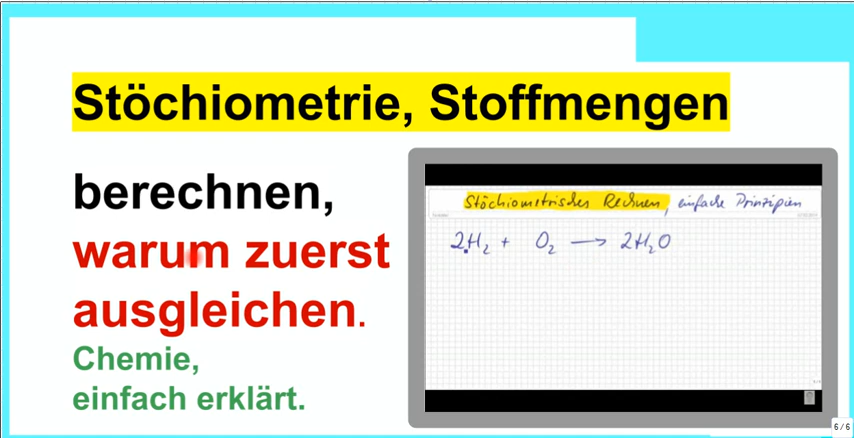 Stöchiometrie, Stoffmengen
berechnen,
warum zuerst
ausgleichen.
Chemie,
einfach erklärt.
Stöchiometrisches Rechnen, einfache Prinzipien
2H₂ + O₂ → 2H₂O
6/6